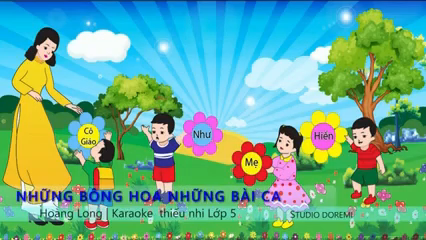 Cô
Giáo
Như
Mẹ
Hiền
NHỮNG BÔNG HOA NHỮNG BÀI CA
Hoàng Long | Karaoke thiếu nhi Lớp 5
STUDIO DOREMI